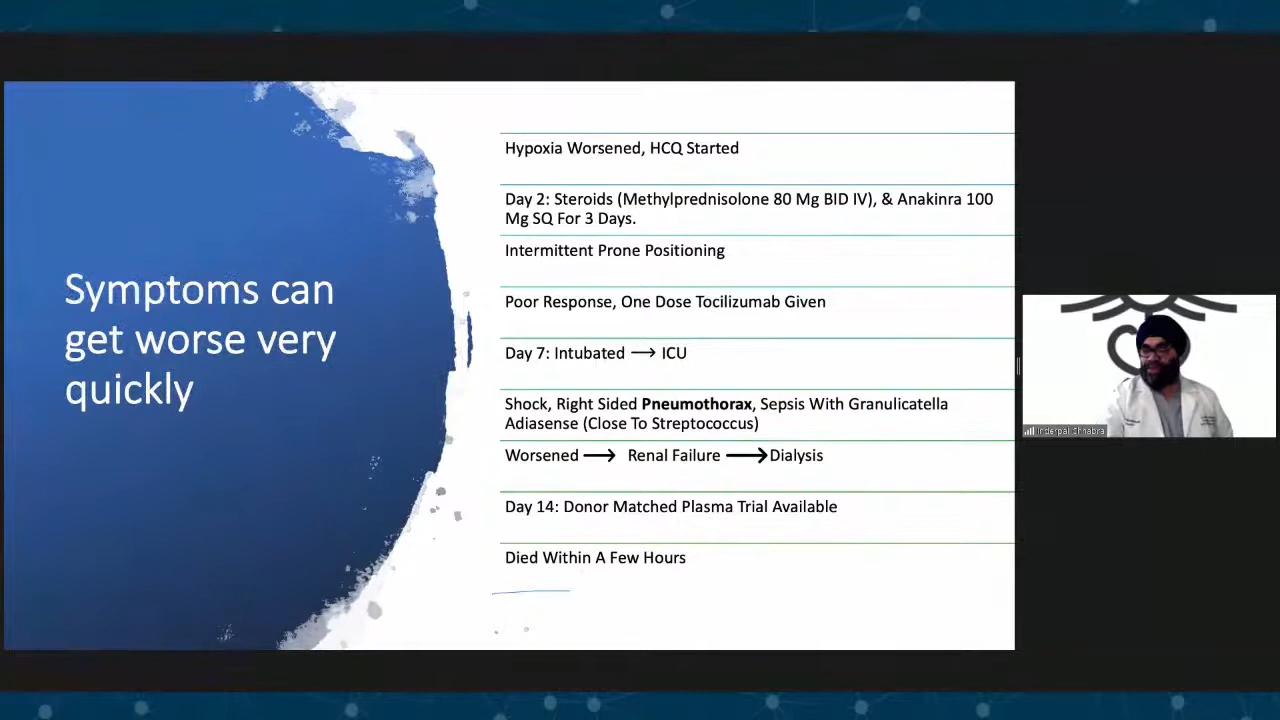 Symptoms can
get worse very
quickly
Hypoxia Worsened, HCQ Started
Day 2: Steroids (Methylprednisolone 80 Mg BID IV), & Anakinra 100
Mg SQ For 3 Days.
Intermittent Prone Positioning
Poor Response, One Dose Tocilizumab Given
Day 7: Intubated → ICU
Shock, Right Sided Pneumothorax, Sepsis With Granulicatella
Adiasense (Close To Streptococcus)
Worsened → Renal Failure → Dialysis
Day 14: Donor Matched Plasma Trial Available
Died Within A Few Hours
Inderpal Chhabra